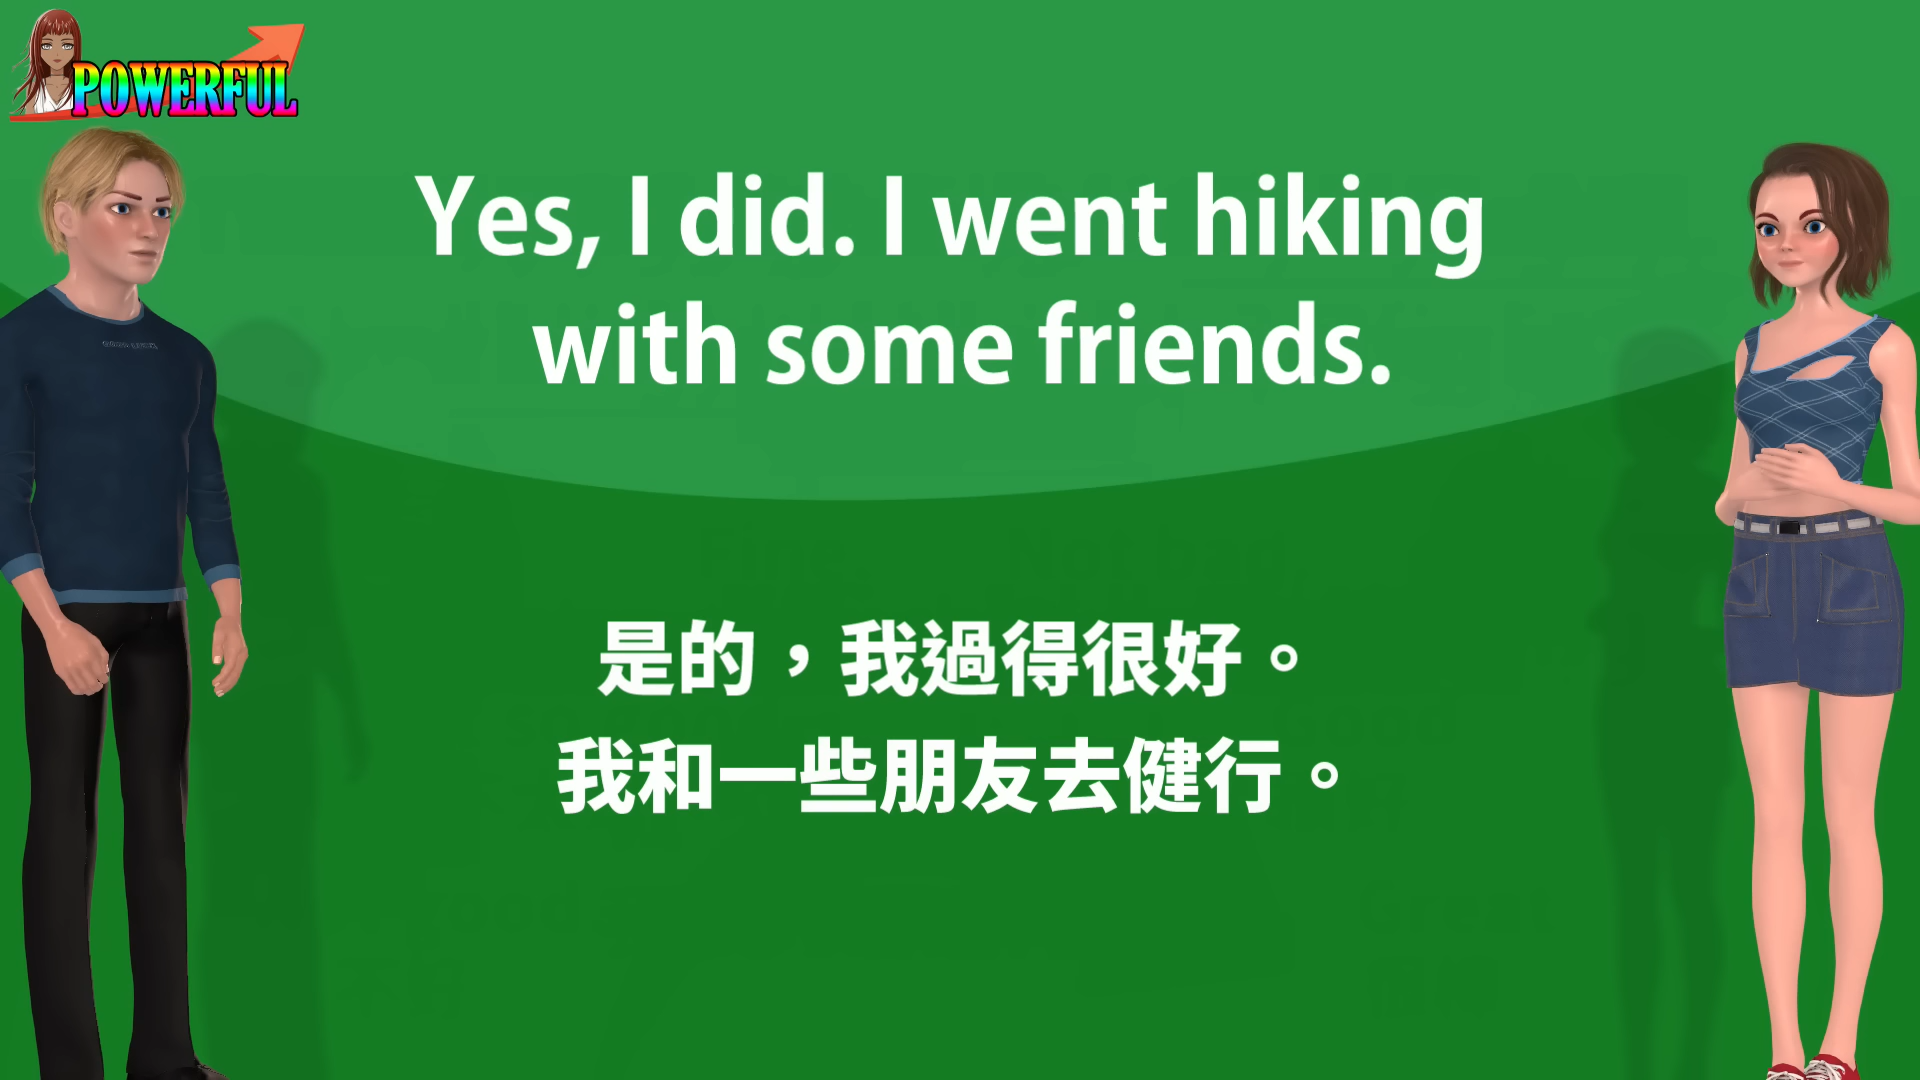 POWERFUL
Yes, I did. I went hiking
with some friends.
是的，我過得很好。
我和一些朋友去健行。